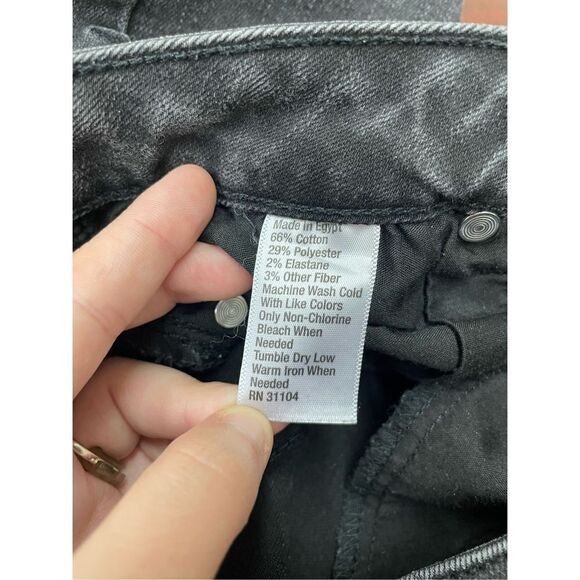 Made in Egypt
66% Cotton
29% Polyester
2% Elastane
3% Other Fiber
Machine Wash Cold
With Like Colors
Only Non-Chlorine
Bleach When
Needed
Tumble Dry Low
Warm Iron When
Needed
RN 31104